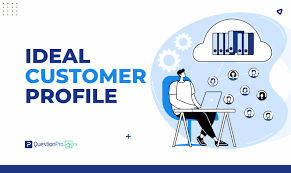 IDEAL
CUSTOMER
PROFILE
QuestionPro